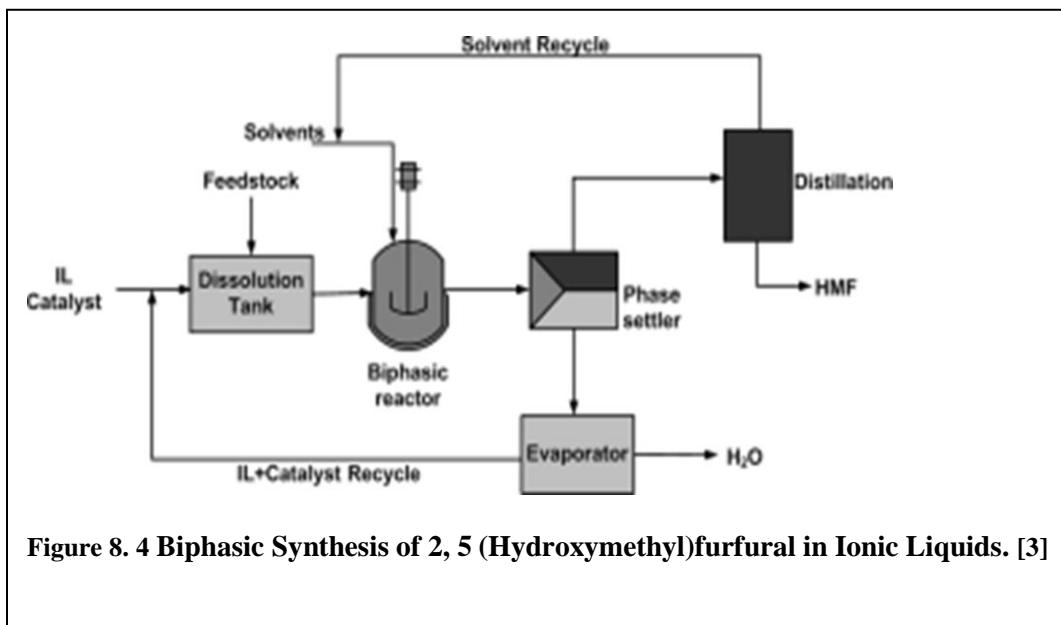 Solvent Recycle
Solvents
Feedstock
Distillation
IL
Catalyst
Dissolution
Tank
HMF
Phase
settler
Biphasic
reactor
Evaporator
H₂O
IL+Catalyst Recycle
Figure 8. 4 Biphasic Synthesis of 2, 5 (Hydroxymethyl)furfural in Ionic Liquids. [3]